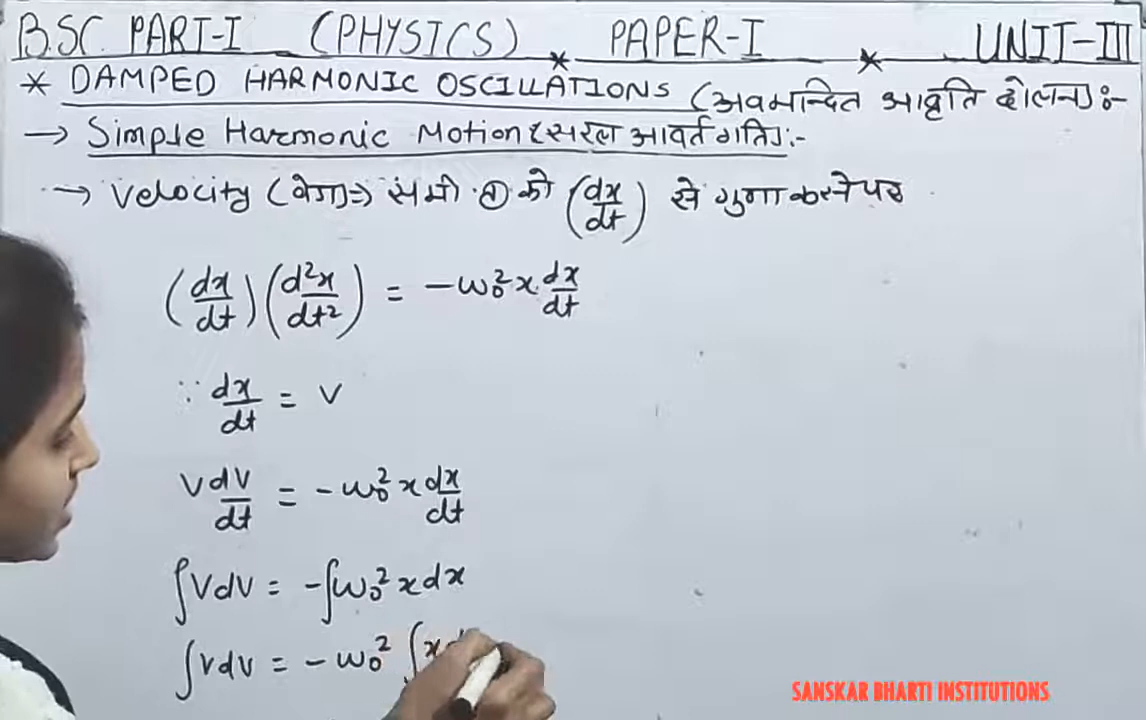 B.SC. PART-I (PHYSICS) * PAPER-I * UNIT-III
* DAMPED HARMONIC OSCILLATIONS (अवमन्दित आवृति दोलन) :-
→ Simple Harmonic Motion (सरल आवर्त गति) :-
→ Velocity (वेग) ⇒ समी ① को (dx/dt) से गुणा करने पर
(dx/dt)(d²x/dt²) = -ω₀²x dx/dt
∵ dx/dt = v
v dv/dt = -ω₀² x dx/dt
∫vdv = -∫ω₀² x dx
∫vdv = -ω₀² ∫x
SANSKAR BHARTI INSTITUTIONS